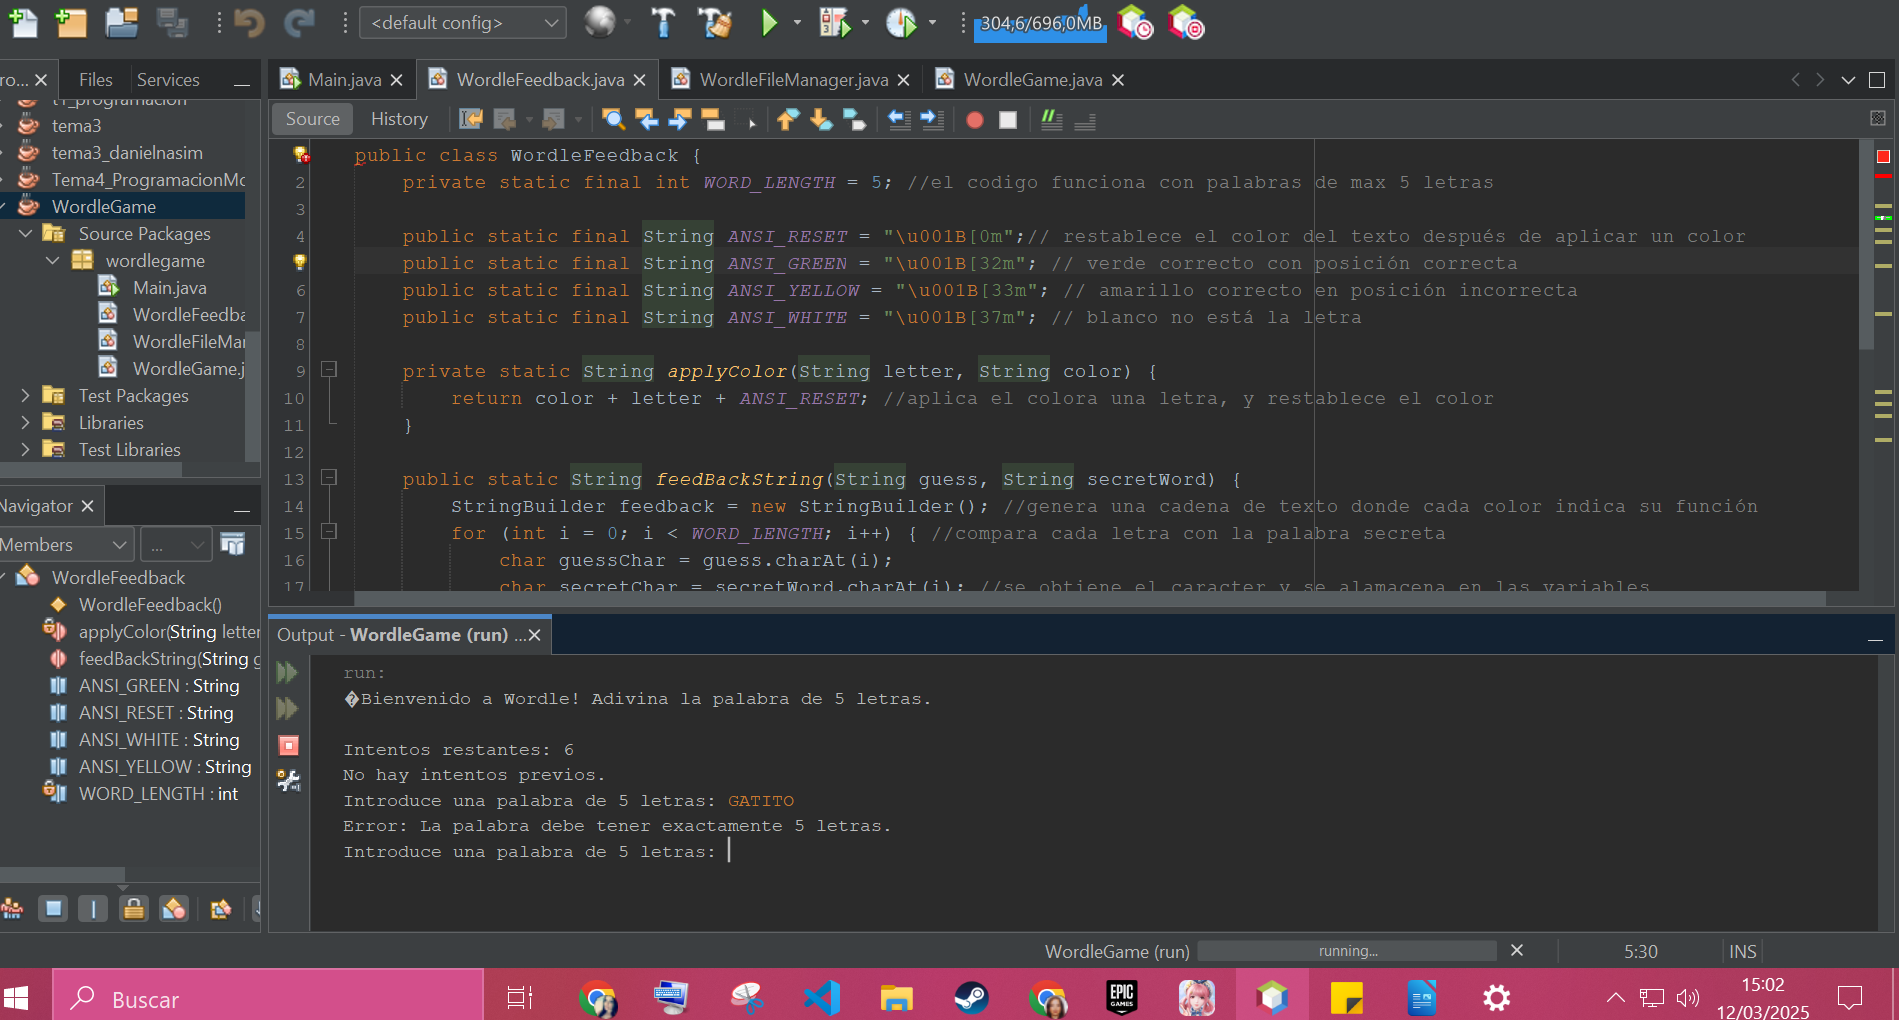 <default config>
304,6/696,0MB
Files
Services
Main.java
WordleFeedback.java
WordleFileManager.java
WordleGame.java
Source
History
tema3
tema3_danielnasim
Tema4_ProgramacionMo
WordleGame
Source Packages
wordlegame
Main.java
WordleFeedba
WordleFileMar
WordleGame.j
Test Packages
Libraries
Test Libraries
public class WordleFeedback {
2 private static final int WORD_LENGTH = 5; //el codigo funciona con palabras de max 5 letras
3
4 public static final String ANSI_RESET = "\u001B[0m";// restablece el color del texto después de aplicar un color
public static final String ANSI_GREEN = "\u001B[32m"; // verde correcto con posición correcta
6 public static final String ANSI_YELLOW = "\u001B[33m"; // amarillo correcto en posición incorrecta
7 public static final String ANSI_WHITE = "\u001B[37m"; // blanco no está la letra
8
9 private static String applyColor(String letter, String color) {
10 return color + letter + ANSI_RESET; //aplica el colora una letra, y restablece el color
11 }
12
13 public static String feedBackString(String guess, String secretWord) {
14 StringBuilder feedback = new StringBuilder(); //genera una cadena de texto donde cada color indica su función
15 for (int i = 0; i < WORD_LENGTH; i++) { //compara cada letra con la palabra secreta
16 char guessChar = guess.charAt(i);
17 char secretChar = secretWord.charAt(i); //se obtiene el caracter y se alamacena en las variables
Navigator
Members
...
WordleFeedback
WordleFeedback()
applyColor(String letter
feedBackString(String g
ANSI_GREEN : String
ANSI_RESET : String
ANSI_WHITE : String
ANSI_YELLOW : String
WORD_LENGTH : int
Output - WordleGame (run) ...
run:
�Bienvenido a Wordle! Adivina la palabra de 5 letras.
Intentos restantes: 6
No hay intentos previos.
Introduce una palabra de 5 letras: GATITO
Error: La palabra debe tener exactamente 5 letras.
Introduce una palabra de 5 letras:
WordleGame (run)
running...
5:30
INS
Buscar
EPIC
GAMES
15:02
12/03/2025